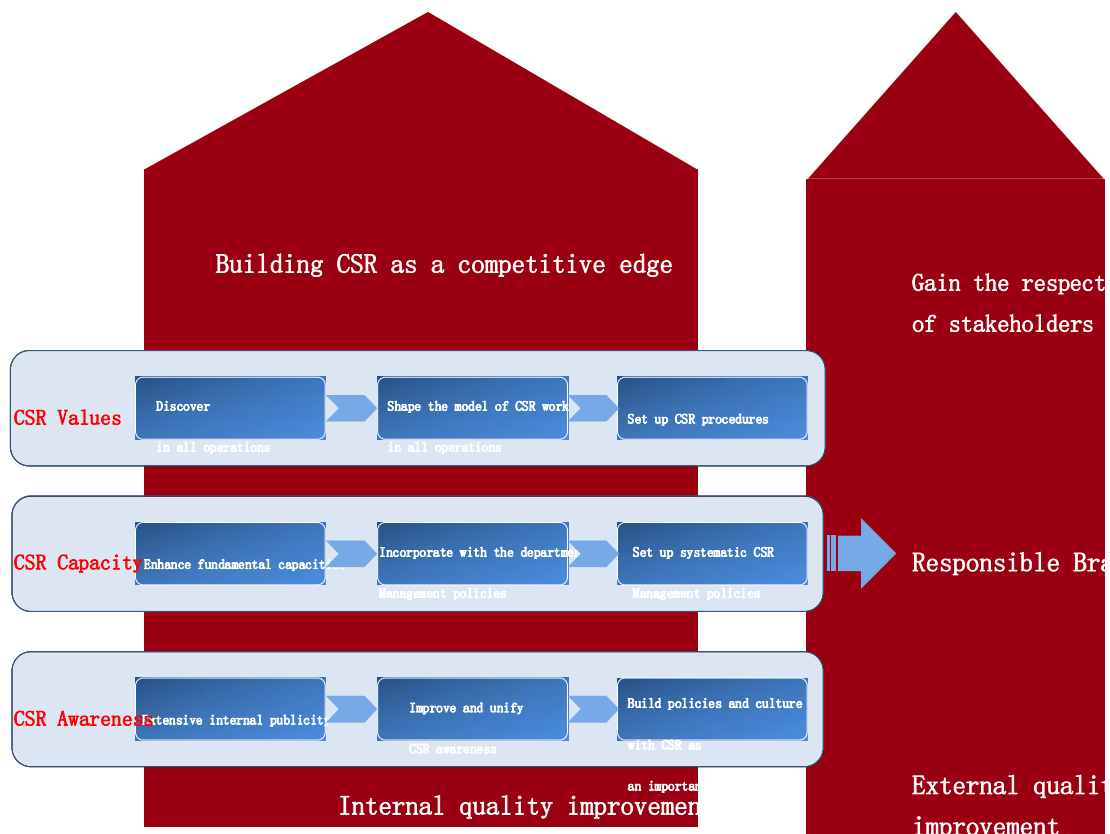 Building CSR as a competitive edge
Gain the respect
of stakeholders
CSR Values
Discover
in all operations
Shape the model of CSR work
in all operations
Set up CSR procedures
CSR Capacity
Enhance fundamental
Incorporate with the
Management policies
Set up systematic CSR
Management policies
Responsible
CSR Awareness
Extensive internal publicity
Improve and unify
CSR awareness
Build policies and culture
with CSR as
an
Internal quality
External
improvement